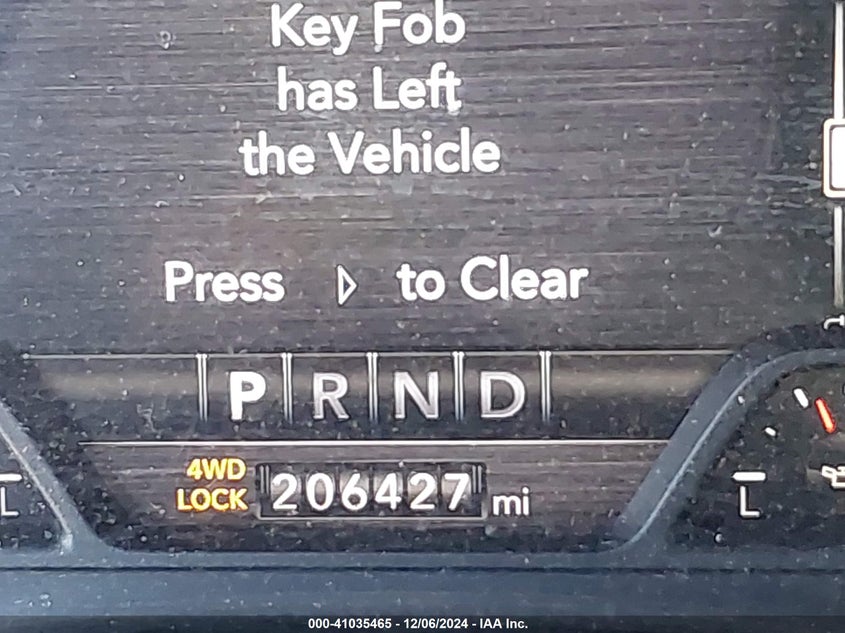 Key Fob
has Left
the Vehicle
Press ▷ to Clear
P R N D
4WD
LOCK 206427 mi
L L
000-41035465 - 12/06/2024 - IAA Inc.